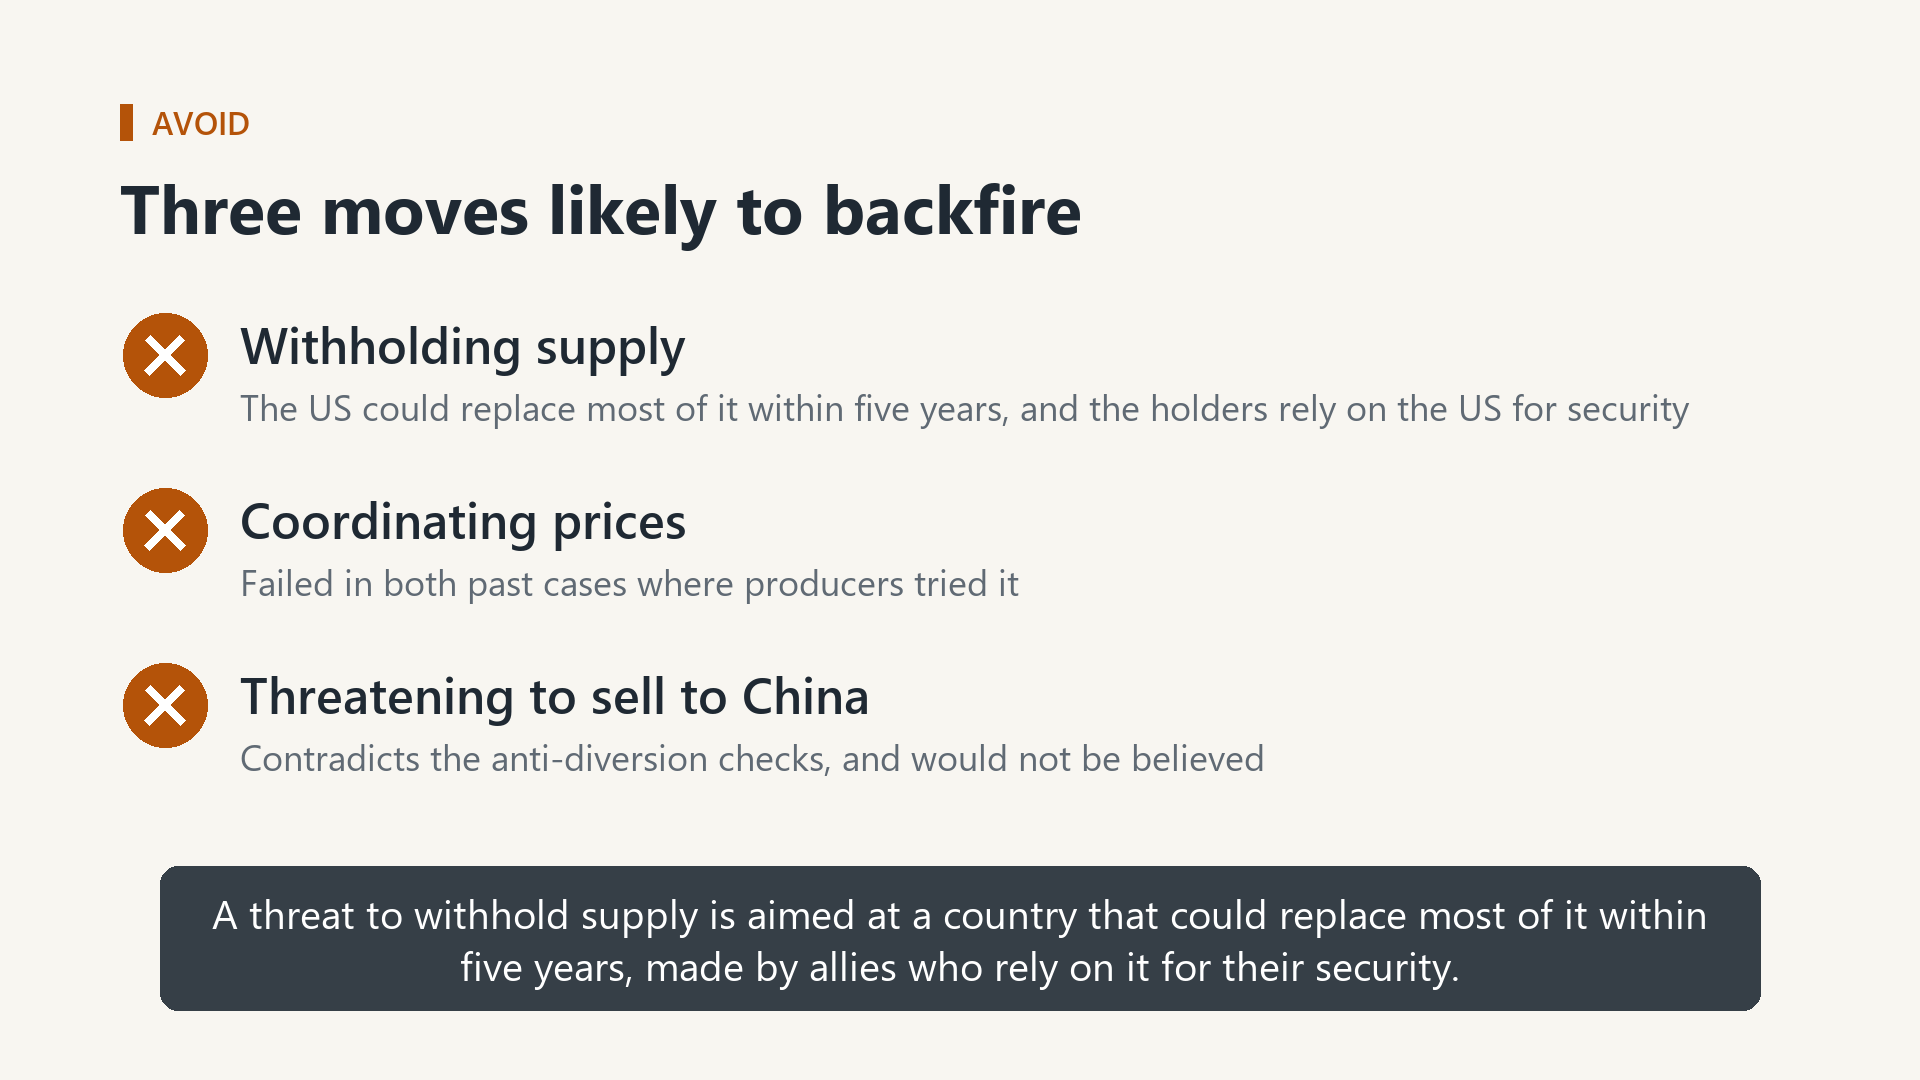 AVOID
Three moves likely to backfire
Withholding supply
The US could replace most of it within five years, and the holders rely on the US for security
Coordinating prices
Failed in both past cases where producers tried it
Threatening to sell to China
Contradicts the anti-diversion checks, and would not be believed
A threat to withhold supply is aimed at a country that could replace most of it within
five years, made by allies who rely on it for their security.